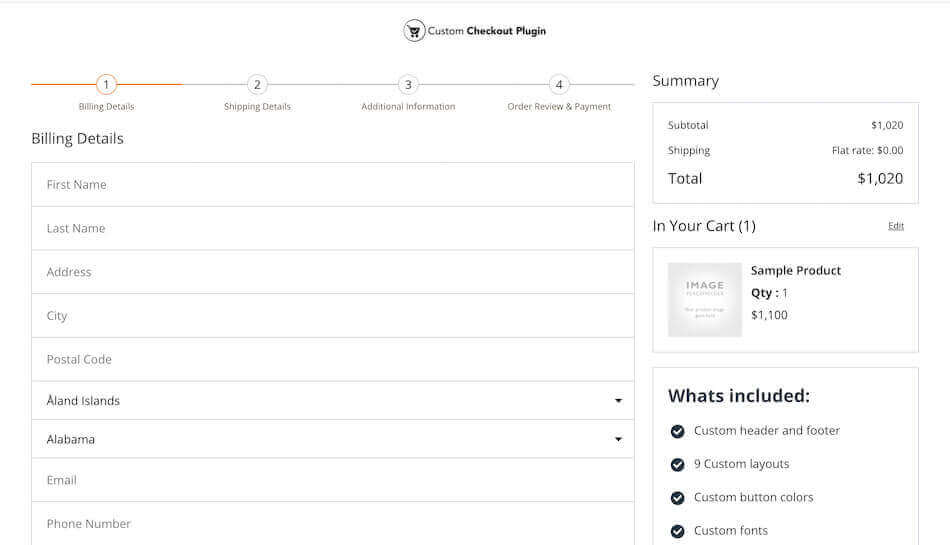 Custom Checkout Plugin
1 2 3 4
Billing Details Shipping Details Additional Information Order Review & Payment
Billing Details
First Name
Last Name
Address
City
Postal Code
Åland Islands
Alabama
Email
Phone Number
Summary
Subtotal $1,020
Shipping Flat rate: $0.00
Total $1,020
In Your Cart (1) Edit
IMAGE
Sample Product
Qty : 1
$1,100
Whats included:
Custom header and footer
9 Custom layouts
Custom button colors
Custom fonts